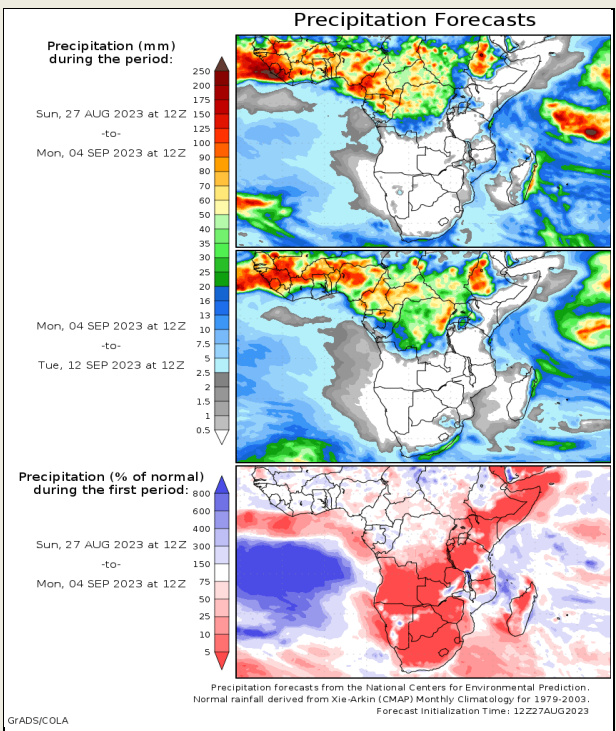 Precipitation Forecasts
Precipitation (mm)
during the period:
Sun, 27 AUG 2023 at 12Z
-to-
Mon, 04 SEP 2023 at 12Z
Mon, 04 SEP 2023 at 12Z
-to-
Tue, 12 SEP 2023 at 12Z
250
200
175
150
125
100
90
80
70
60
50
40
35
30
25
20
16
13
10
7.5
5
2.5
2
1.5
1
0.5
Precipitation (% of normal)
during the first period:
Sun, 27 AUG 2023 at 12Z
-to-
Mon, 04 SEP 2023 at 12Z
800
600
400
300
150
75
50
25
10
5
Precipitation forecasts from the National Centers for Environmental Prediction.
Normal rainfall derived from Xie-Arkin (CMAP) Monthly Climatology for 1979-2003.
Forecast Initialization Time: 12Z27AUG2023
GrADS/COLA